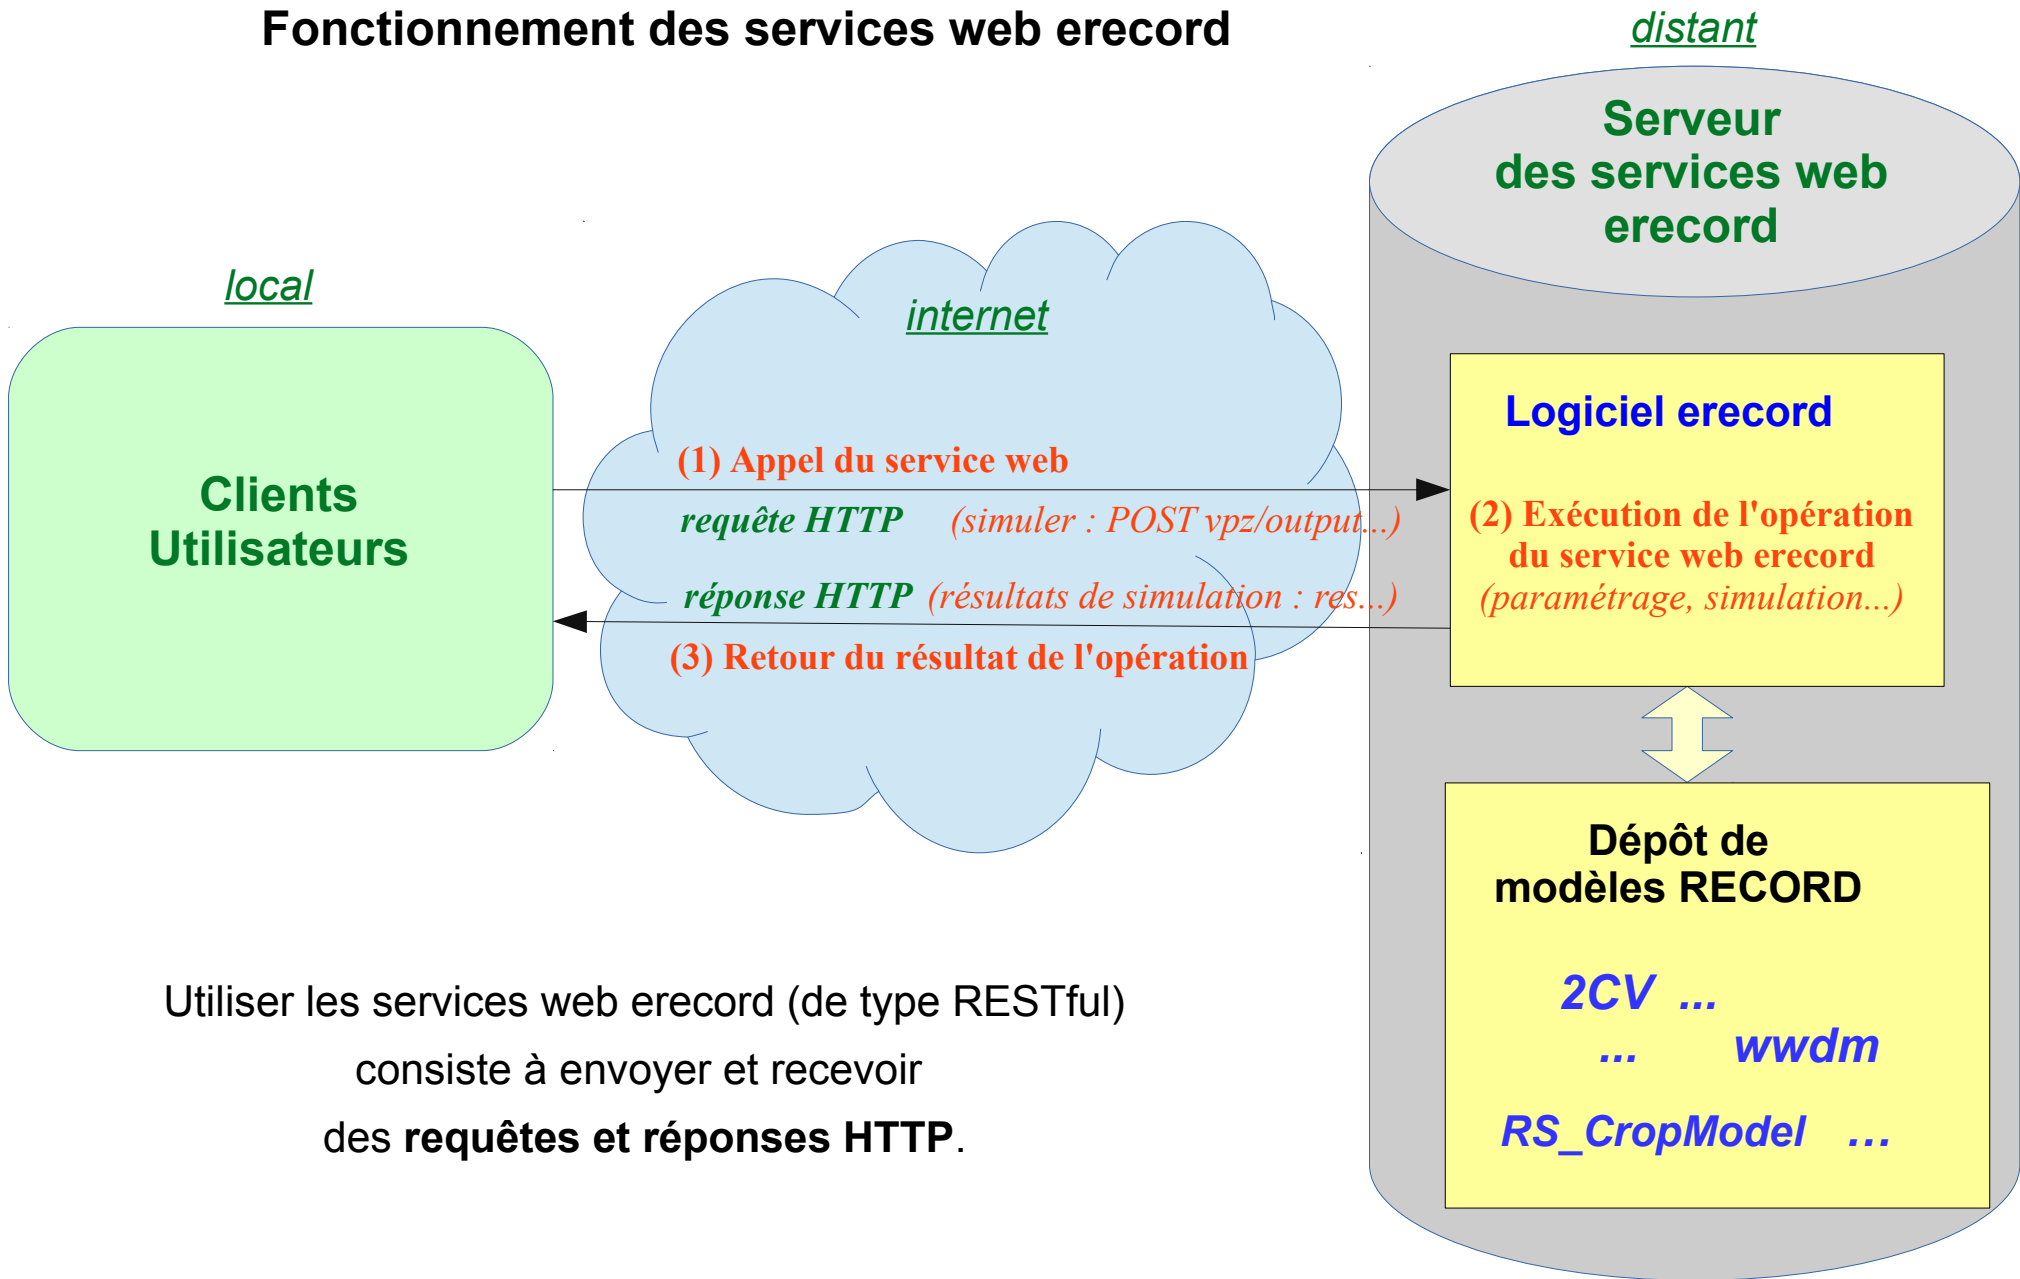 Fonctionnement des services web erecord
distant
Serveur
des services web
erecord
local
internet
Clients
Utilisateurs
(1) Appel du service web
requête HTTP (simuler : POST vpz/output...)
réponse HTTP (résultats de simulation : res...)
(3) Retour du résultat de l'opération
Logiciel erecord
(2) Exécution de l'opération
du service web erecord
(paramétrage, simulation...)
Dépôt de
modèles RECORD
2CV ...
... wwdm
RS_CropModel ...
Utiliser les services web erecord (de type RESTful)
consiste à envoyer et recevoir
des requêtes et réponses HTTP.